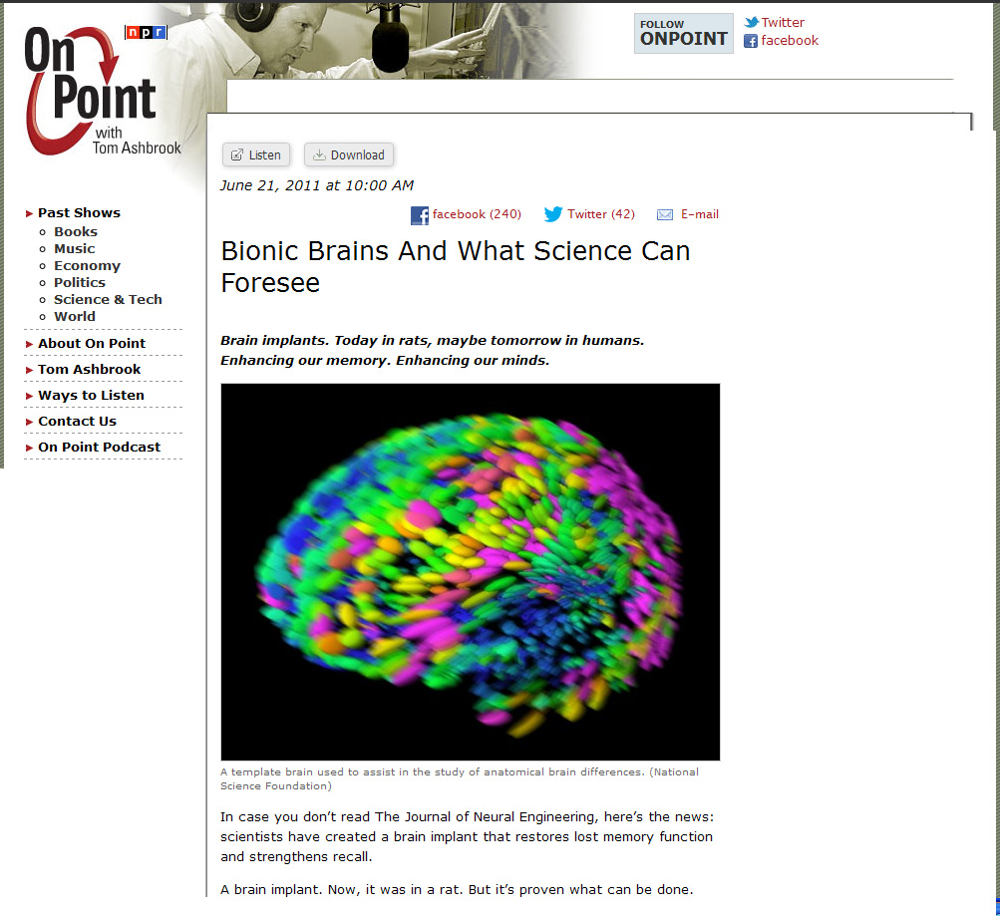 On
Point
npr
with
Tom Ashbrook
FOLLOW
ONPOINT
Twitter
facebook
Past Shows
Books
Music
Economy
Politics
Science & Tech
World
About On Point
Tom Ashbrook
Ways to Listen
Contact Us
On Point Podcast
Listen
Download
June 21, 2011 at 10:00 AM
facebook (240)
Twitter (42)
E-mail
Bionic Brains And What Science Can
Foresee
Brain implants. Today in rats, maybe tomorrow in humans.
Enhancing our memory. Enhancing our minds.
A template brain used to assist in the study of anatomical brain differences. (National
Science Foundation)
In case you don’t read The Journal of Neural Engineering, here’s the news:
scientists have created a brain implant that restores lost memory function
and strengthens recall.
A brain implant. Now, it was in a rat. But it’s proven what can be done.